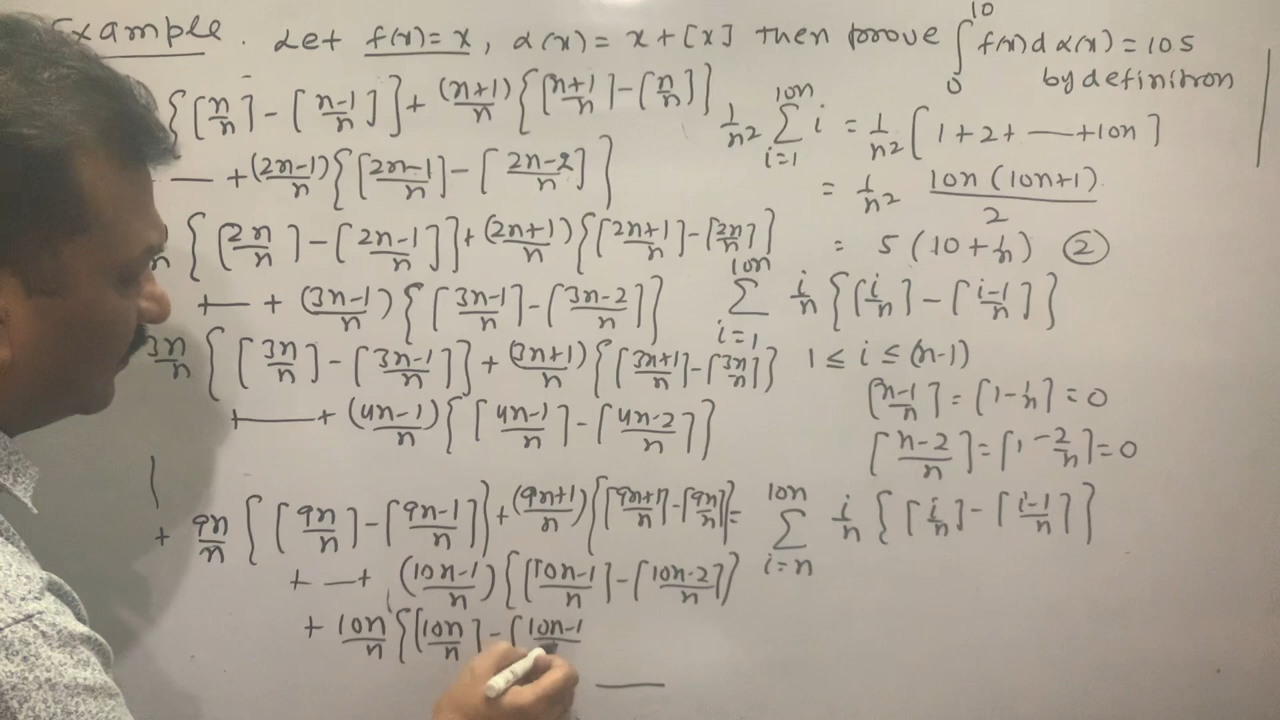 Example. Let f(x) = x, α(x) = x + [x] then prove ∫₀¹⁰ f(x) d α(x) = 105
by definition
{[n/n] - [n-1/n]} + (n+1)/n {[n+1/n] - [n/n]}
— + (2n-1)/n {[2n-1/n] - [2n-2/n]}
/n {[2n/n] - [2n-1/n]} + (2n+1)/n {[2n+1/n] - [2n/n]}
+ — + (3n-1)/n {[3n-1/n] - [3n-2/n]}
3n/n {[3n/n] - [3n-1/n]} + (3n+1)/n {[3n+1/n] - [3n/n]}
+ — + (4n-1)/n {[4n-1/n] - [4n-2/n]}
+ 9n/n {[9n/n] - [9n-1/n]} + (9n+1)/n {[9n+1/n] - [9n/n]}
+ — + (10n-1)/n {[10n-1/n] - [10n-2/n]}
+ 10n/n {[10n/n] - [10n-1/
1/n² Σ_{i=1}^{10n} i = 1/n² [1 + 2 + — + 10n]
= 1/n² 10n(10n+1)/2
= 5(10 + 1/n) ②
Σ_{i=1}^{10n} i/n {[i/n] - [i-1/n]}
1 ≤ i ≤ (n-1)
[n-1/n] = [1 - 1/n] = 0
[n-2/n] = [1 - 2/n] = 0
= Σ_{i=n}^{10n} i/n {[i/n] - [i-1/n]}